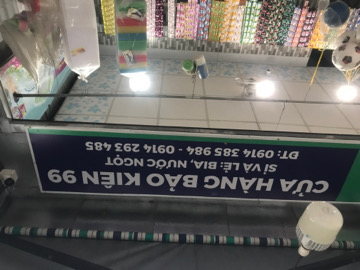 CỬA HÀNG BẢO KIÊN 99
SỈ VÀ LẺ: BIA, NƯỚC NGỌT
ĐT: 0914 385 984 - 0914 293 485